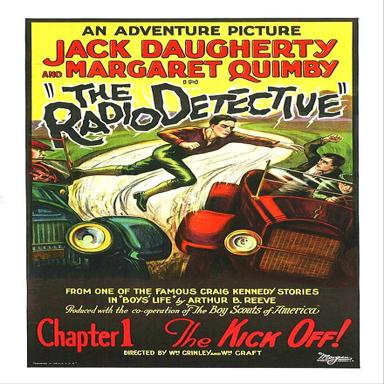 AN ADVENTURE PICTURE
JACK DAUGHERTY
AND MARGARET QUIMBY
IN
"THE
RADIO DETECTIVE"
FROM ONE OF THE FAMOUS CRAIG KENNEDY STORIES
IN "BOYS' LIFE" by ARTHUR B. REEVE
Produced with the co-operation of The Boy Scouts of America
Chapter 1 The KICK OFF!
DIRECTED BY WM CRINLEY AND WM CRAFT
Morgan